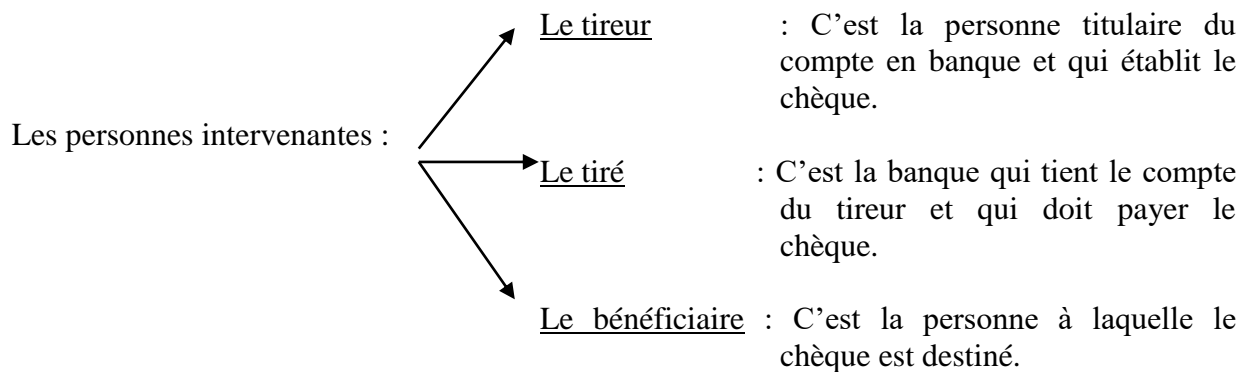 Le tireur : C’est la personne titulaire du
compte en banque et qui établit le
chèque.
Les personnes intervenantes :
Le tiré : C’est la banque qui tient le compte
du tireur et qui doit payer le
chèque.
Le bénéficiaire : C’est la personne à laquelle le
chèque est destiné.